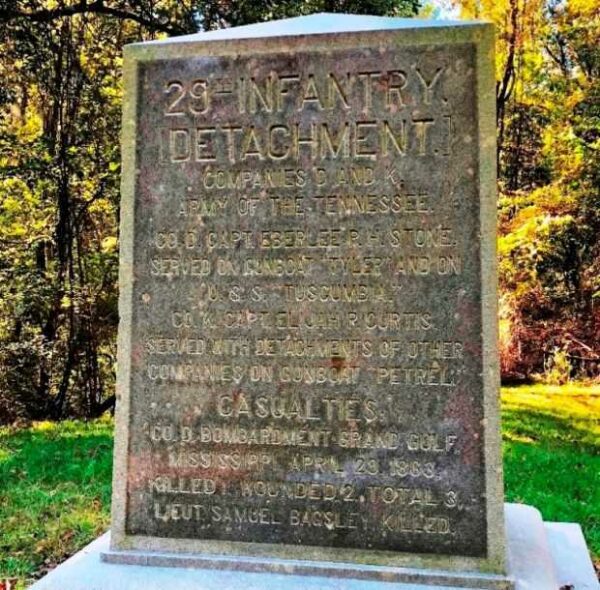 29TH INFANTRY.
[DETACHMENT.]
COMPANIES D AND K.
ARMY OF THE TENNESSEE.
CO. D. CAPT. EBERLEE P. H. STONE.
SERVED ON GUNBOAT "TYLER" AND ON
U. S. S. "TUSCUMBIA."
CO. K. CAPT. ELIJAH P. CURTIS.
SERVED WITH DETACHMENTS OF OTHER
COMPANIES ON GUNBOAT "PETREL."
CASUALTIES.
CO. D. BOMBARDMENT GRAND GULF
MISSISSIPPI, APRIL 29, 1863.
KILLED 1, WOUNDED 2, TOTAL 3,
LIEUT. SAMUEL BAGSLEY KILLED.